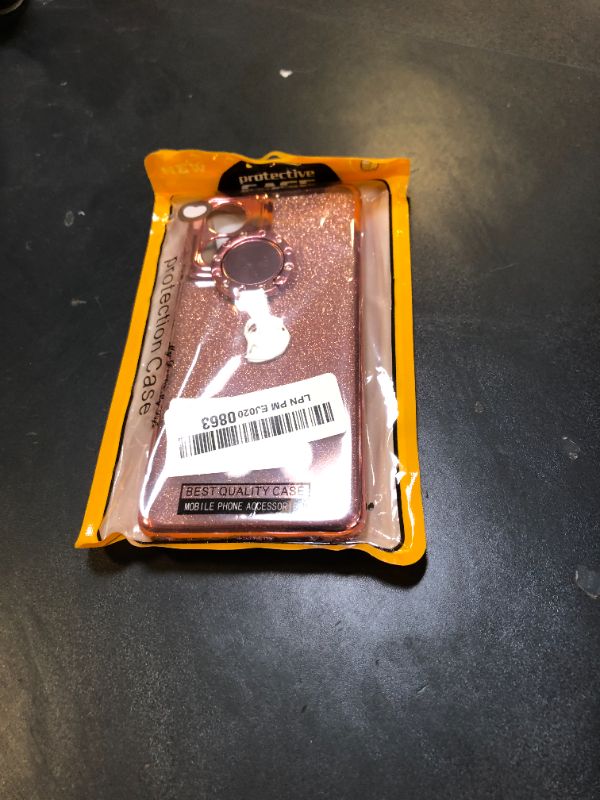 protective
CASE
protection Case
LPN PM EJ020 0863
BEST QUALITY CASE
MOBILE PHONE ACCESSOR